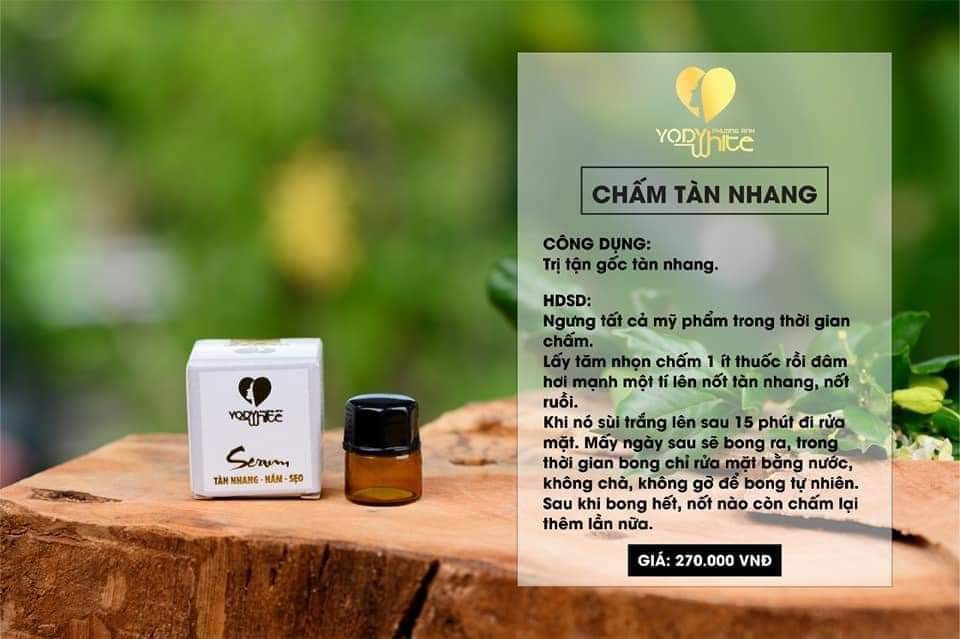 YODY White
Serum
TÀN NHANG - NÁM - SẸO
PHƯƠNG ANH
YODY White
CHẤM TÀN NHANG
CÔNG DỤNG:
Trị tận gốc tàn nhang.
HDSD:
Ngưng tất cả mỹ phẩm trong thời gian
chấm.
Lấy tăm nhọn chấm 1 ít thuốc rồi đâm
hơi mạnh một tí lên nốt tàn nhang, nốt
ruồi.
Khi nó sùi trắng lên sau 15 phút đi rửa
mặt. Mấy ngày sau sẽ bong ra, trong
thời gian bong chỉ rửa mặt bằng nước,
không chà, không gỡ để bong tự nhiên.
Sau khi bong hết, nốt nào còn chấm lại
thêm lần nữa.
GIÁ: 270.000 VNĐ